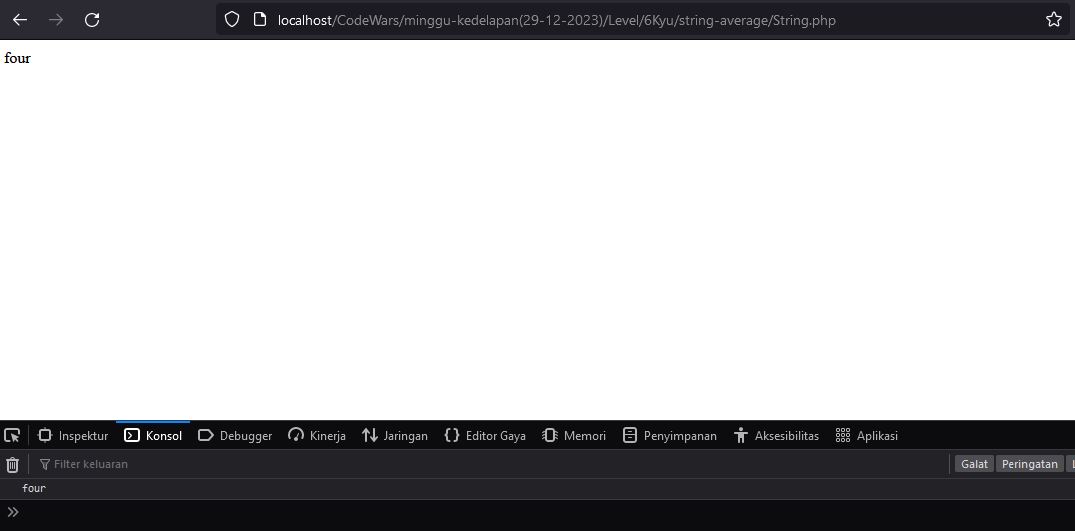 localhost/CodeWars/minggu-kedelapan(29-12-2023)/Level/6Kyu/string-average/String.php
four
Inspektur Konsol Debugger Kinerja Jaringan Editor Gaya Memori Penyimpanan Aksesibilitas Aplikasi
Filter keluaran Galat Peringatan
four